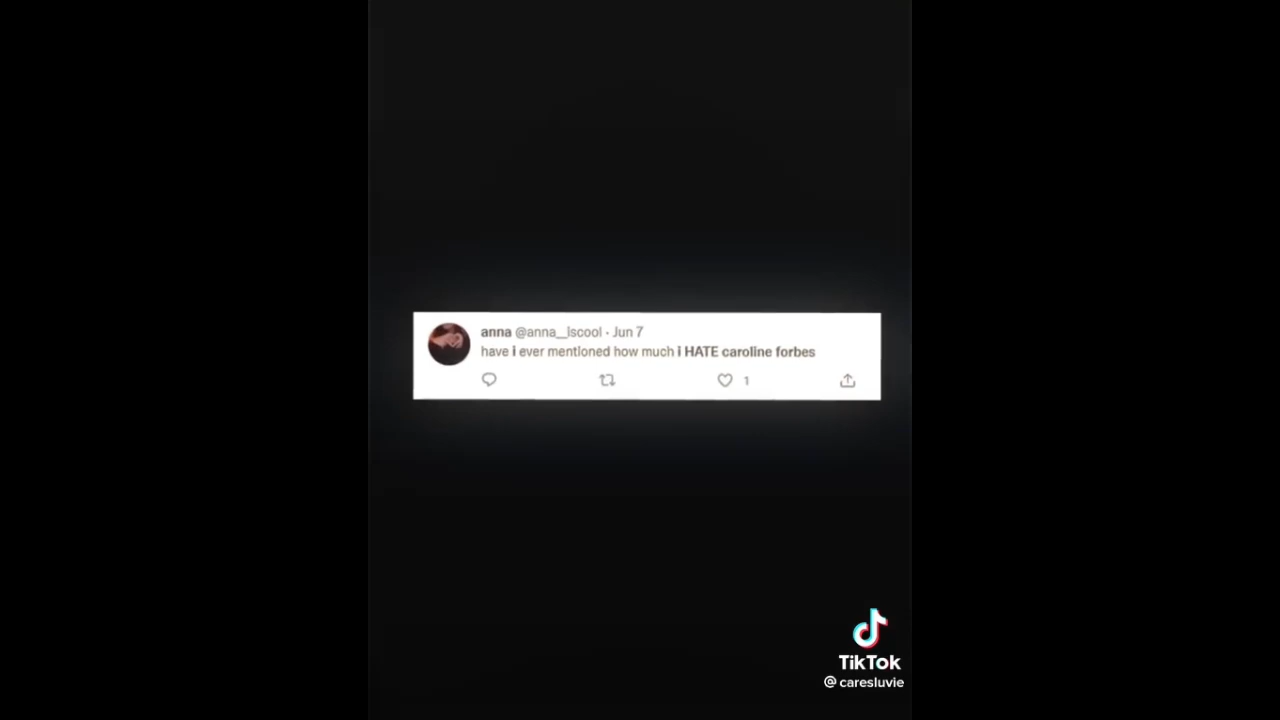 anna @anna__lscool · Jun 7
have i ever mentioned how much i HATE caroline forbes
1
TikTok
@ caresluvie